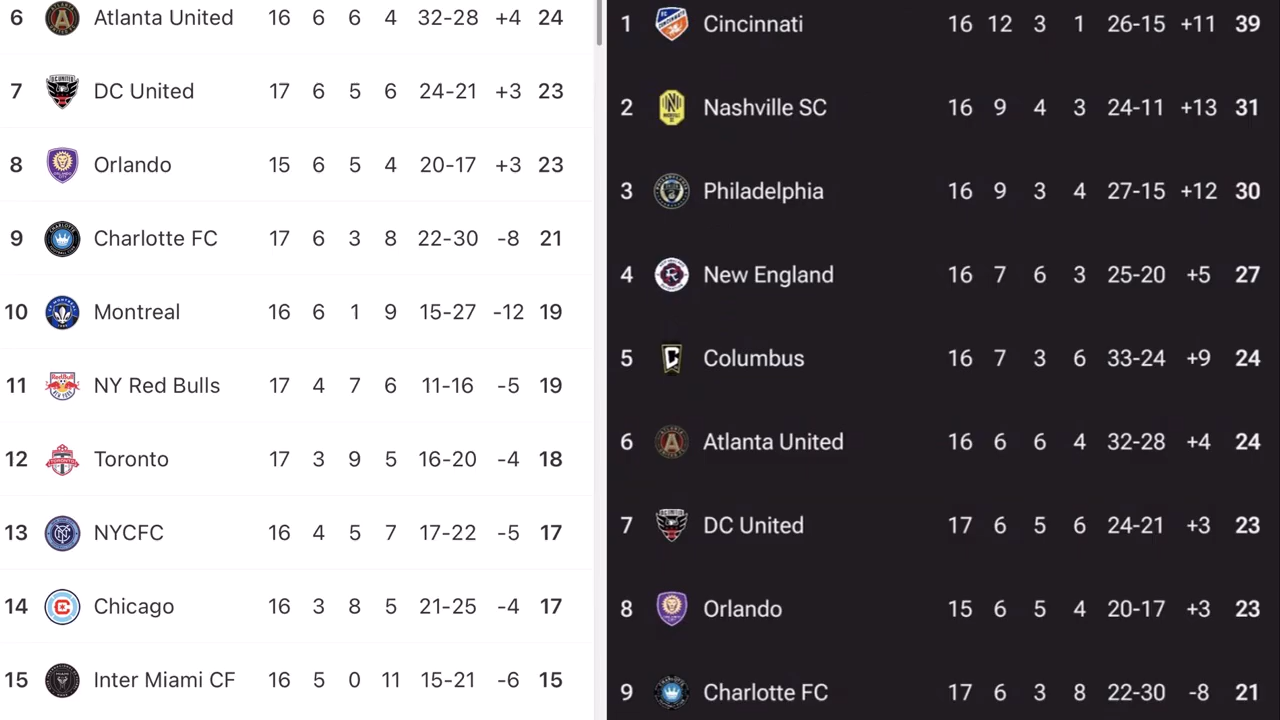 6 Atlanta United 16 6 6 4 32-28 +4 24
7 DC United 17 6 5 6 24-21 +3 23
8 Orlando 15 6 5 4 20-17 +3 23
9 Charlotte FC 17 6 3 8 22-30 -8 21
10 Montreal 16 6 1 9 15-27 -12 19
11 NY Red Bulls 17 4 7 6 11-16 -5 19
12 Toronto 17 3 9 5 16-20 -4 18
13 NYCFC 16 4 5 7 17-22 -5 17
14 Chicago 16 3 8 5 21-25 -4 17
15 Inter Miami CF 16 5 0 11 15-21 -6 15
1 Cincinnati 16 12 3 1 26-15 +11 39
2 Nashville SC 16 9 4 3 24-11 +13 31
3 Philadelphia 16 9 3 4 27-15 +12 30
4 New England 16 7 6 3 25-20 +5 27
5 Columbus 16 7 3 6 33-24 +9 24
6 Atlanta United 16 6 6 4 32-28 +4 24
7 DC United 17 6 5 6 24-21 +3 23
8 Orlando 15 6 5 4 20-17 +3 23
9 Charlotte FC 17 6 3 8 22-30 -8 21